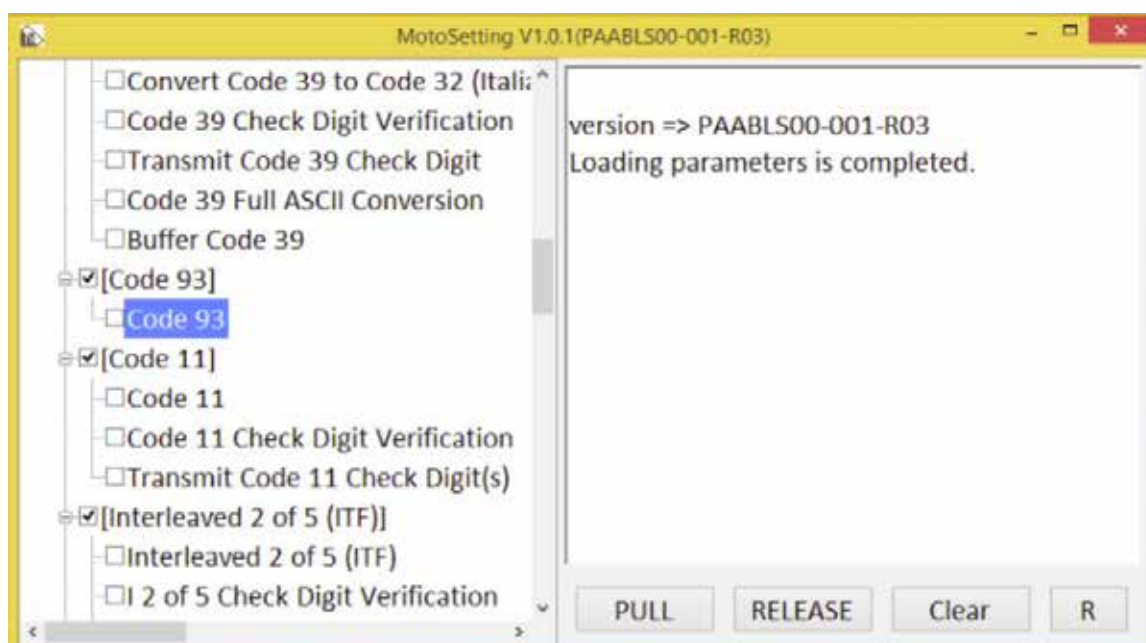 MotoSetting V1.0.1(PAABLS00-001-R03)
Convert Code 39 to Code 32 (Itali
Code 39 Check Digit Verification
Transmit Code 39 Check Digit
Code 39 Full ASCII Conversion
Buffer Code 39
[Code 93]
Code 93
[Code 11]
Code 11
Code 11 Check Digit Verification
Transmit Code 11 Check Digit(s)
[Interleaved 2 of 5 (ITF)]
Interleaved 2 of 5 (ITF)
I 2 of 5 Check Digit Verification
version => PAABLS00-001-R03
Loading parameters is completed.
PULL RELEASE Clear R